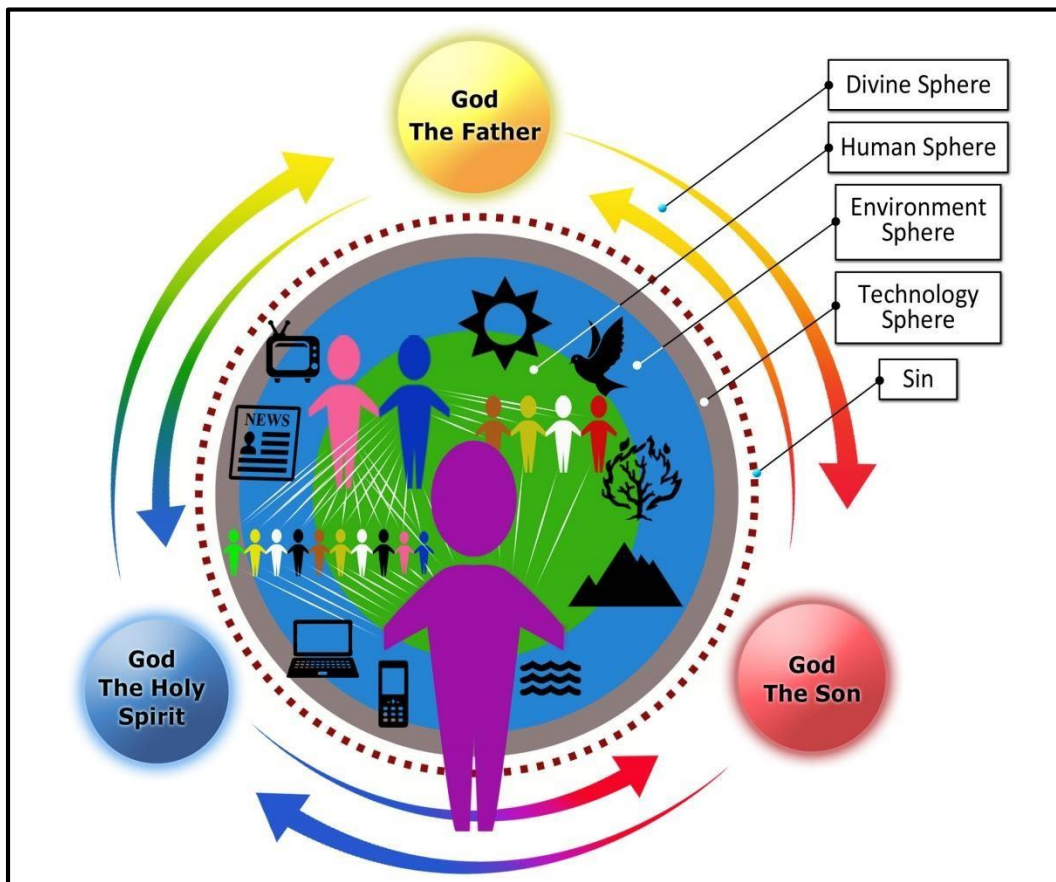 God
The Father
Divine Sphere
Human Sphere
Environment
Sphere
Technology
Sphere
Sin
NEWS
God
The Holy
Spirit
God
The Son